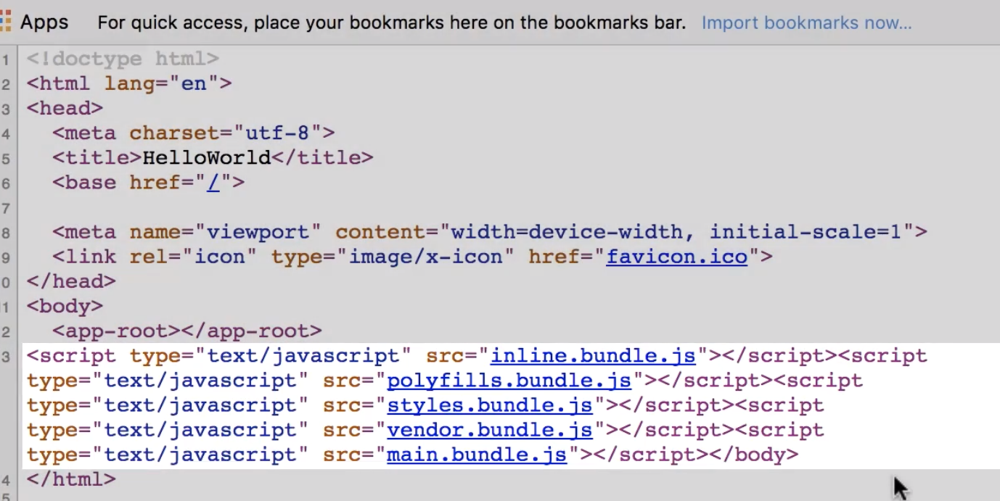 Apps For quick access, place your bookmarks here on the bookmarks bar. Import bookmarks now...
1 <!doctype html>
2 <html lang="en">
3 <head>
4 <meta charset="utf-8">
5 <title>HelloWorld</title>
6 <base href="/">
7
8 <meta name="viewport" content="width=device-width, initial-scale=1">
9 <link rel="icon" type="image/x-icon" href="favicon.ico">
0 </head>
1 <body>
2 <app-root></app-root>
3 <script type="text/javascript" src="inline.bundle.js"></script><script
type="text/javascript" src="polyfills.bundle.js"></script><script
type="text/javascript" src="styles.bundle.js"></script><script
type="text/javascript" src="vendor.bundle.js"></script><script
type="text/javascript" src="main.bundle.js"></script></body>
4 </html>
5